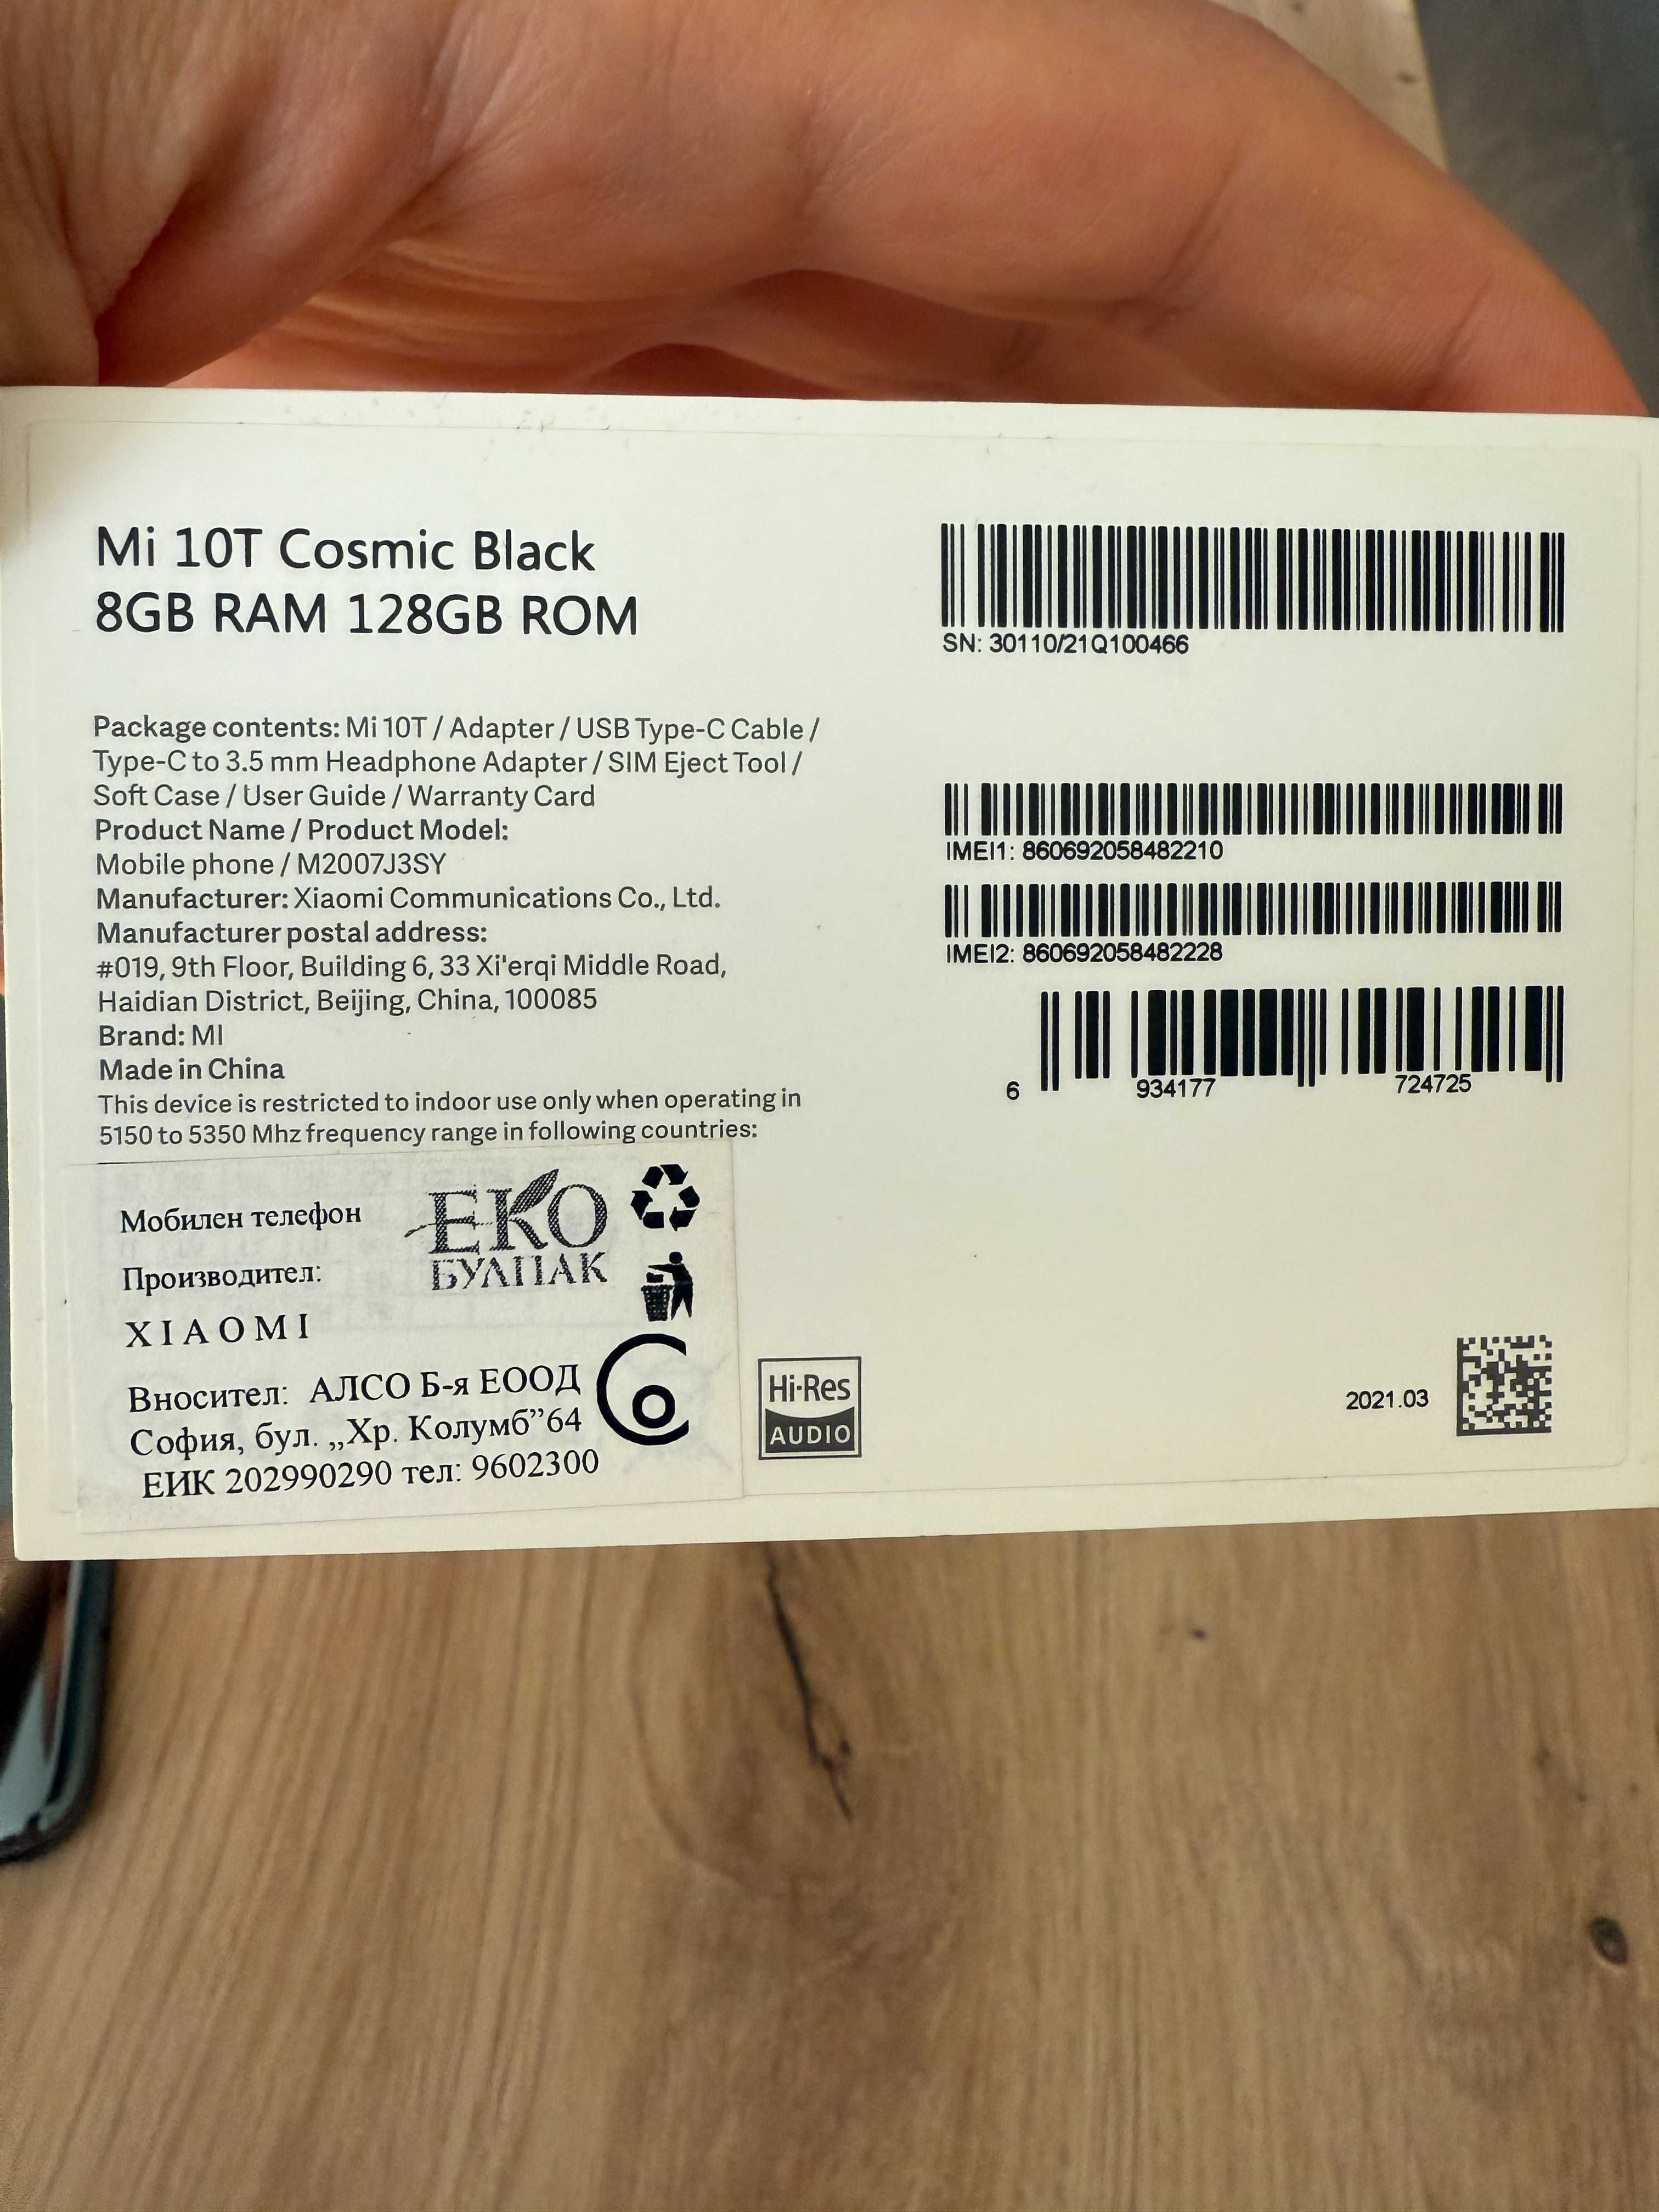 Mi 10T Cosmic Black
8GB RAM 128GB ROM
Package contents: Mi 10T / Adapter / USB Type-C Cable /
Type-C to 3.5 mm Headphone Adapter / SIM Eject Tool /
Soft Case / User Guide / Warranty Card
Product Name / Product Model:
Mobile phone / M2007J3SY
Manufacturer: Xiaomi Communications Co., Ltd.
Manufacturer postal address:
#019, 9th Floor, Building 6, 33 Xi'erqi Middle Road,
Haidian District, Beijing, China, 100085
Brand: MI
Made in China
This device is restricted to indoor use only when operating in
5150 to 5350 Mhz frequency range in following countries:
Мобилен телефон
Производител:
XIAOMI
Вносител: АЛСО Б-я ЕООД
София, бул. „Хр. Колумб”64
ЕИК 202990290 тел: 9602300
ЕКО
БУЛПАК
Hi-Res
AUDIO
SN: 30110/21Q100466
IMEI1: 860692058482210
IMEI2: 860692058482228
6 934177 724725
2021.03